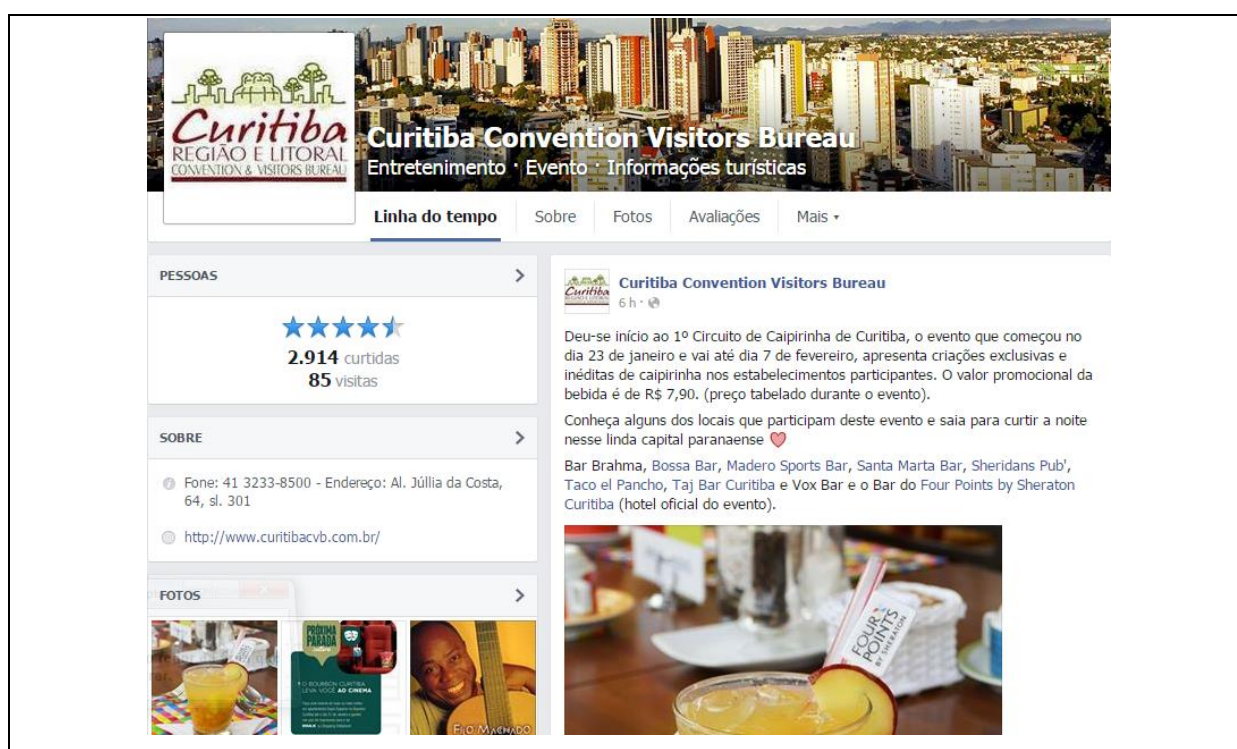 Curitiba
REGIÃO E LITORAL
CONVENTION & VISITORS BUREAU
Curitiba Convention Visitors Bureau
Entretenimento · Evento · Informações turísticas
Linha do tempo Sobre Fotos Avaliações Mais
PESSOAS
2.914 curtidas
85 visitas
SOBRE
Fone: 41 3233-8500 - Endereço: Al. Júllia da Costa,
64, sl. 301
http://www.curitibacvb.com.br/
FOTOS
PRÓXIMA
PARADA
O BOURBON CURITIBA
LEVA VOCÊ AO CINEMA
FILÓ MACHADO
Curitiba
Curitiba Convention Visitors Bureau
6 h ·
Deu-se início ao 1º Circuito de Caipirinha de Curitiba, o evento que começou no
dia 23 de janeiro e vai até dia 7 de fevereiro, apresenta criações exclusivas e
inéditas de caipirinha nos estabelecimentos participantes. O valor promocional da
bebida é de R$ 7,90. (preço tabelado durante o evento).
Conheça alguns dos locais que participam deste evento e saia para curtir a noite
nesse linda capital paranaense
Bar Brahma, Bossa Bar, Madero Sports Bar, Santa Marta Bar, Sheridans Pub',
Taco el Pancho, Taj Bar Curitiba e Vox Bar e o Bar do Four Points by Sheraton
Curitiba (hotel oficial do evento).
FOUR
POINTS
BY SHERATON